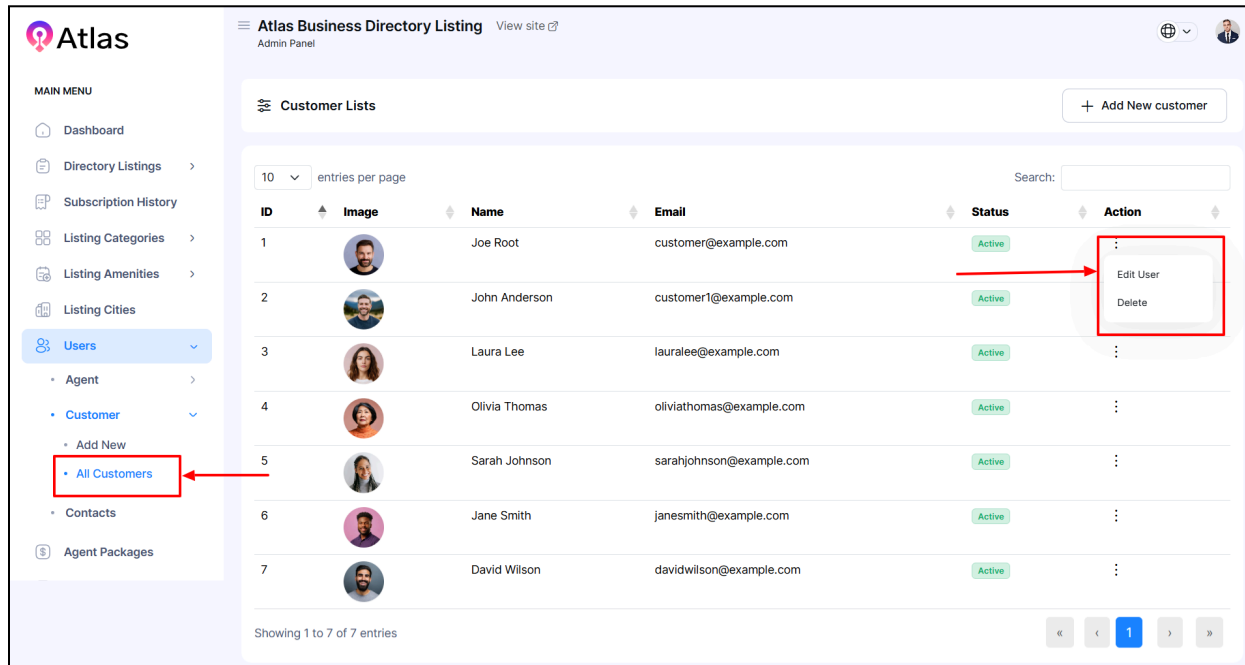 Atlas
Atlas Business Directory Listing View site
Admin Panel
MAIN MENU
Dashboard
Directory Listings
Subscription History
Listing Categories
Listing Amenities
Listing Cities
Users
Agent
Customer
Add New
All Customers
Contacts
Agent Packages
Customer Lists
+ Add New customer
10 entries per page
Search:
ID Image Name Email Status Action
1 Joe Root customer@example.com Active
Edit User
Delete
2 John Anderson customer1@example.com Active
3 Laura Lee lauralee@example.com Active
4 Olivia Thomas oliviathomas@example.com Active
5 Sarah Johnson sarahjohnson@example.com Active
6 Jane Smith janesmith@example.com Active
7 David Wilson davidwilson@example.com Active
Showing 1 to 7 of 7 entries
« ‹ 1 › »